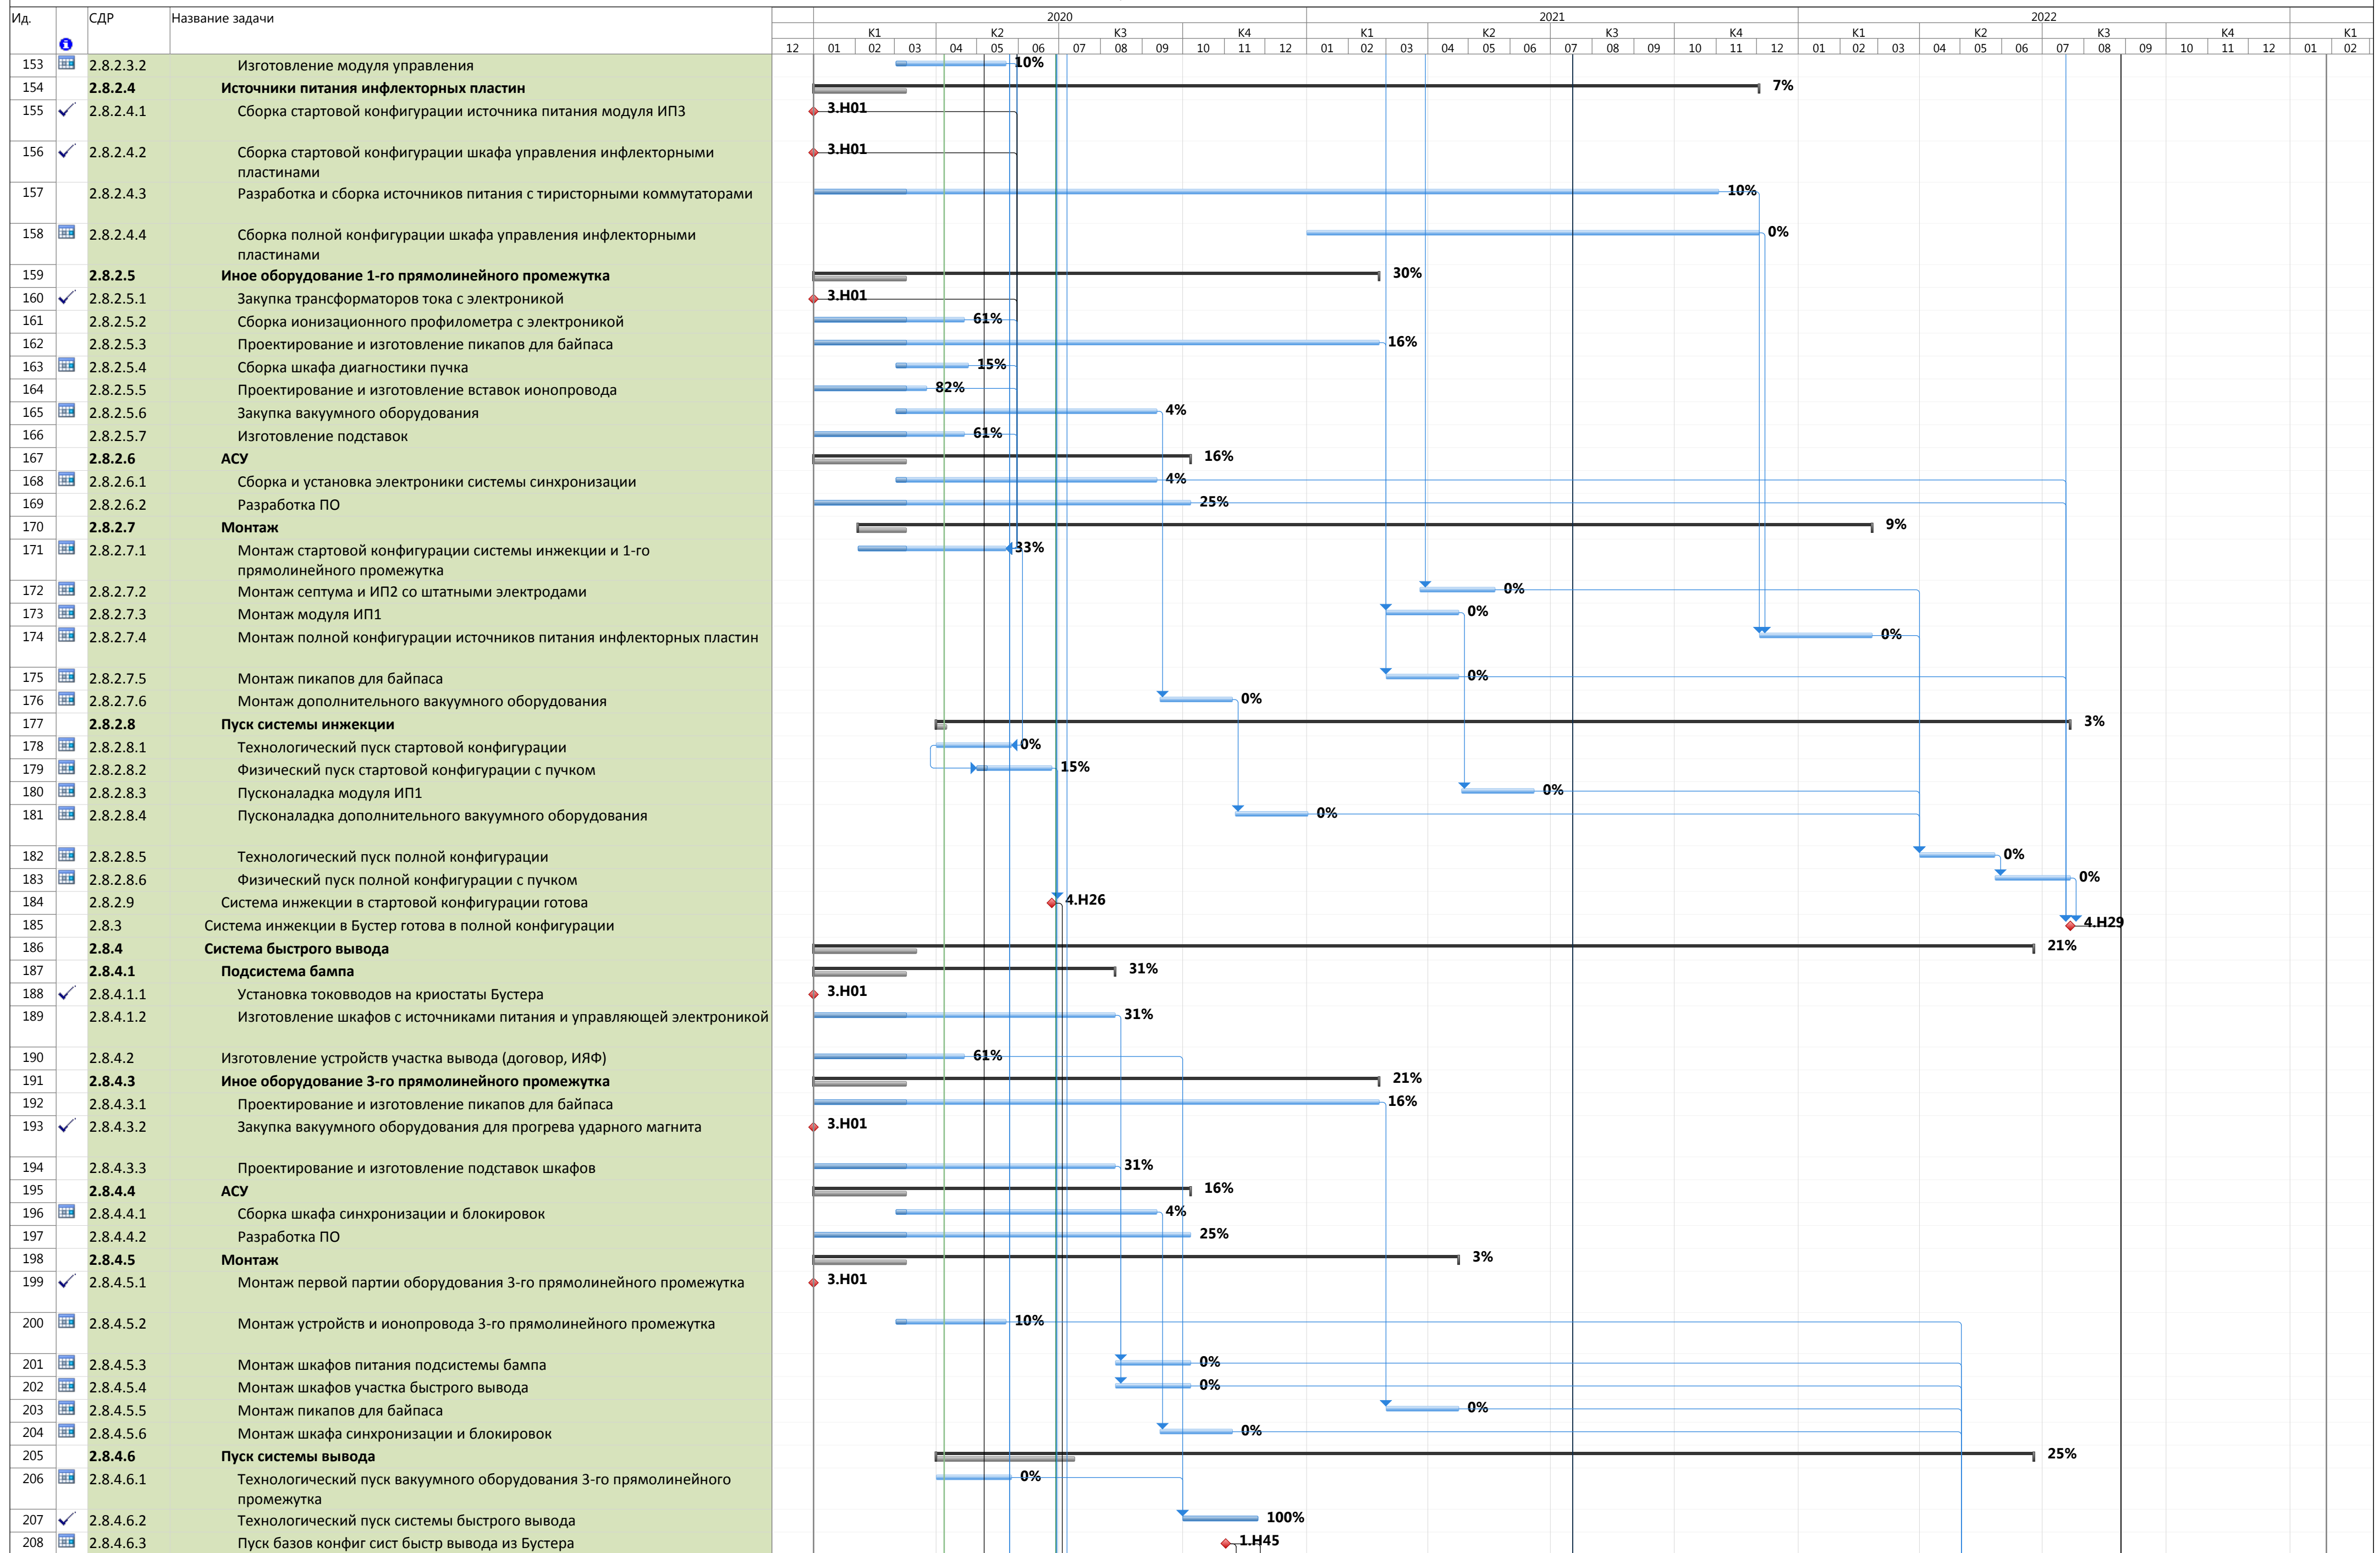 Ид. СДР Название задачи
2020 2021 2022
К1 К2 К3 К4 К1 К2 К3 К4 К1 К2 К3 К4 К1
12 01 02 03 04 05 06 07 08 09 10 11 12 01 02 03 04 05 06 07 08 09 10 11 12 01 02 03 04 05 06 07 08 09 10 11 12 01 02
153 2.8.2.3.2 Изготовление модуля управления 10%
154 2.8.2.4 Источники питания инфлекторных пластин 7%
155 2.8.2.4.1 Сборка стартовой конфигурации источника питания модуля ИП3 3.Н01
156 2.8.2.4.2 Сборка стартовой конфигурации шкафа управления инфлекторными 3.Н01
пластинами
157 2.8.2.4.3 Разработка и сборка источников питания с тиристорными коммутаторами 10%
158 2.8.2.4.4 Сборка полной конфигурации шкафа управления инфлекторными 0%
пластинами
159 2.8.2.5 Иное оборудование 1-го прямолинейного промежутка 30%
160 2.8.2.5.1 Закупка трансформаторов тока с электроникой 3.Н01
161 2.8.2.5.2 Сборка ионизационного профилометра с электроникой 61%
162 2.8.2.5.3 Проектирование и изготовление пикапов для байпаса 16%
163 2.8.2.5.4 Сборка шкафа диагностики пучка 15%
164 2.8.2.5.5 Проектирование и изготовление вставок ионопровода 82%
165 2.8.2.5.6 Закупка вакуумного оборудования 4%
166 2.8.2.5.7 Изготовление подставок 61%
167 2.8.2.6 АСУ 16%
168 2.8.2.6.1 Сборка и установка электроники системы синхронизации 4%
169 2.8.2.6.2 Разработка ПО 25%
170 2.8.2.7 Монтаж 9%
171 2.8.2.7.1 Монтаж стартовой конфигурации системы инжекции и 1-го 33%
прямолинейного промежутка
172 2.8.2.7.2 Монтаж септума и ИП2 со штатными электродами 0%
173 2.8.2.7.3 Монтаж модуля ИП1 0%
174 2.8.2.7.4 Монтаж полной конфигурации источников питания инфлекторных пластин 0%
175 2.8.2.7.5 Монтаж пикапов для байпаса 0%
176 2.8.2.7.6 Монтаж дополнительного вакуумного оборудования 0%
177 2.8.2.8 Пуск системы инжекции 3%
178 2.8.2.8.1 Технологический пуск стартовой конфигурации 0%
179 2.8.2.8.2 Физический пуск стартовой конфигурации с пучком 15%
180 2.8.2.8.3 Пусконаладка модуля ИП1 0%
181 2.8.2.8.4 Пусконаладка дополнительного вакуумного оборудования 0%
182 2.8.2.8.5 Технологический пуск полной конфигурации 0%
183 2.8.2.8.6 Физический пуск полной конфигурации с пучком 0%
184 2.8.2.9 Система инжекции в стартовой конфигурации готова 4.Н26
185 2.8.3 Система инжекции в Бустер готова в полной конфигурации 4.Н29
186 2.8.4 Система быстрого вывода 21%
187 2.8.4.1 Подсистема бампа 31%
188 2.8.4.1.1 Установка токовводов на криостаты Бустера 3.Н01
189 2.8.4.1.2 Изготовление шкафов с источниками питания и управляющей электроникой 31%
190 2.8.4.2 Изготовление устройств участка вывода (договор, ИЯФ) 61%
191 2.8.4.3 Иное оборудование 3-го прямолинейного промежутка 21%
192 2.8.4.3.1 Проектирование и изготовление пикапов для байпаса 16%
193 2.8.4.3.2 Закупка вакуумного оборудования для прогрева ударного магнита 3.Н01
194 2.8.4.3.3 Проектирование и изготовление подставок шкафов 31%
195 2.8.4.4 АСУ 16%
196 2.8.4.4.1 Сборка шкафа синхронизации и блокировок 4%
197 2.8.4.4.2 Разработка ПО 25%
198 2.8.4.5 Монтаж 3%
199 2.8.4.5.1 Монтаж первой партии оборудования 3-го прямолинейного промежутка 3.Н01
200 2.8.4.5.2 Монтаж устройств и ионопровода 3-го прямолинейного промежутка 10%
201 2.8.4.5.3 Монтаж шкафов питания подсистемы бампа 0%
202 2.8.4.5.4 Монтаж шкафов участка быстрого вывода 0%
203 2.8.4.5.5 Монтаж пикапов для байпаса 0%
204 2.8.4.5.6 Монтаж шкафа синхронизации и блокировок 0%
205 2.8.4.6 Пуск системы вывода 25%
206 2.8.4.6.1 Технологический пуск вакуумного оборудования 3-го прямолинейного 0%
промежутка
207 2.8.4.6.2 Технологический пуск системы быстрого вывода 100%
208 2.8.4.6.3 Пуск базов конфиг сист быстр вывода из Бустера 1.Н45